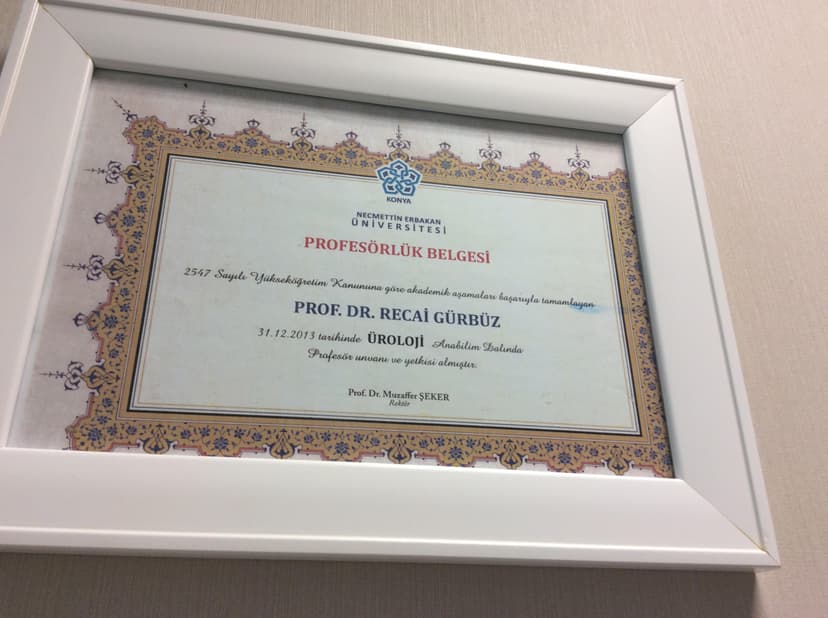 KONYA
NECMETTİN ERBAKAN
ÜNİVERSİTESİ
PROFESÖRLÜK BELGESİ
2547 Sayılı Yükseköğretim Kanununa göre akademik aşamaları başarıyla tamamlayan
PROF. DR. RECAİ GÜRBÜZ
31.12.2013 tarihinde ÜROLOJİ Anabilim Dalında
Profesör unvanı ve yetkisi almıştır.
Prof. Dr. Muzaffer ŞEKER
Rektör